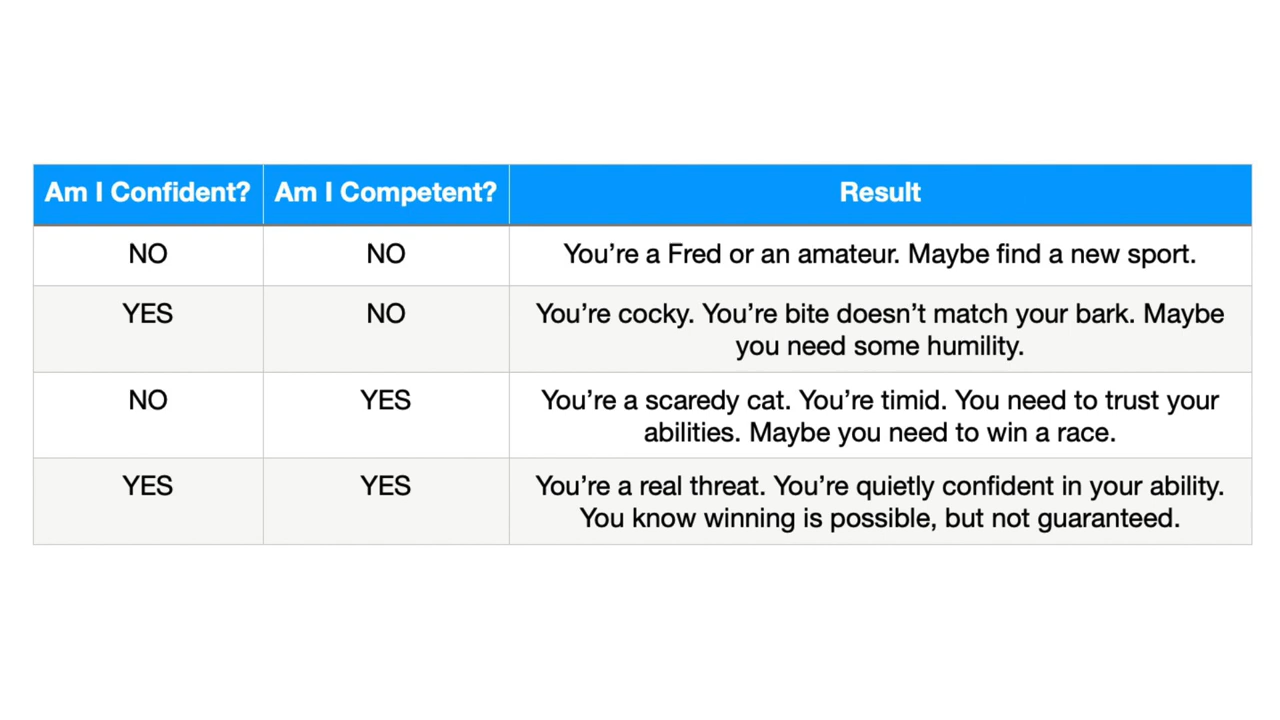 Am I Confident? Am I Competent? Result
NO NO You’re a Fred or an amateur. Maybe find a new sport.
YES NO You’re cocky. You’re bite doesn’t match your bark. Maybe
you need some humility.
NO YES You’re a scaredy cat. You’re timid. You need to trust your
abilities. Maybe you need to win a race.
YES YES You’re a real threat. You’re quietly confident in your ability.
You know winning is possible, but not guaranteed.